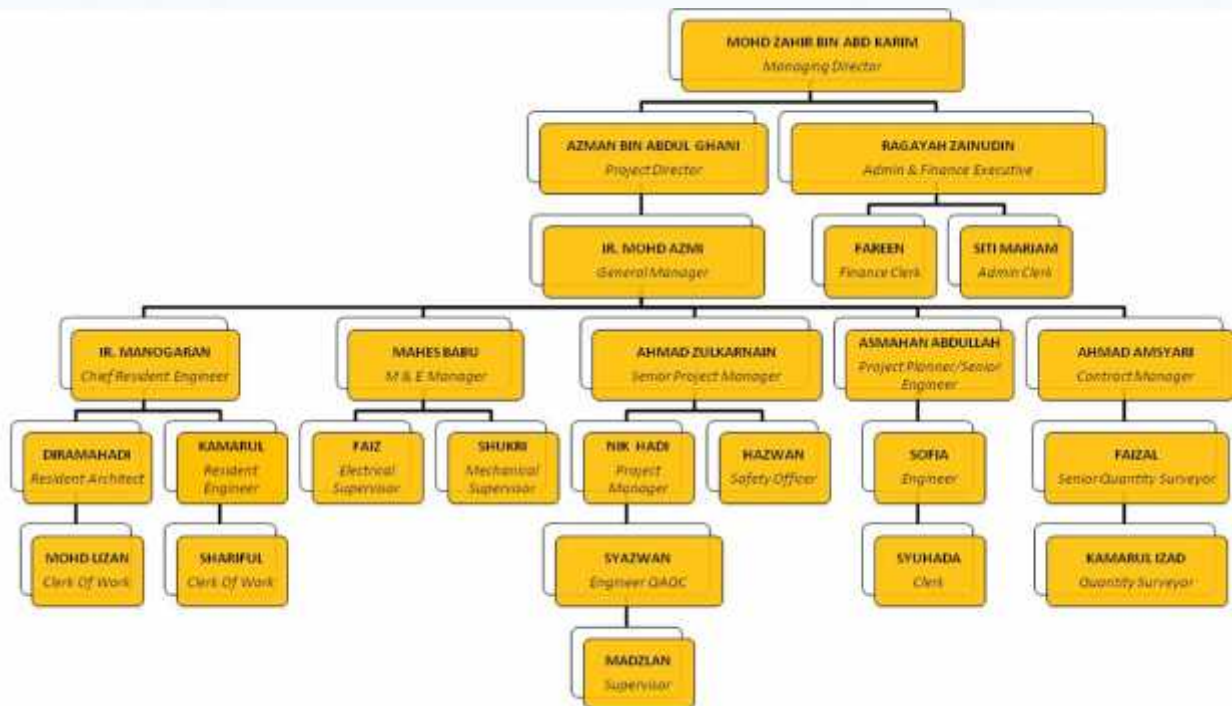 MOHD ZAHIR BIN ABD KARIM
Managing Director
AZMAN BIN ABDUL GHANI
Project Director
RAGAYAH ZAINUDIN
Admin & Finance Executive
IR. MOHD AZMI
General Manager
FAREEN
Finance Clerk
SITI MARIAM
Admin Clerk
IR. MANOGARAN
Chief Resident Engineer
MAHES BABU
M & E Manager
AHMAD ZULKARNAIN
Senior Project Manager
ASMAHAN ABDULLAH
Project Planner/Senior
Engineer
AHMAD AMSYARI
Contract Manager
DIRAMAHADI
Resident Architect
KAMARUL
Resident
Engineer
FAIZ
Electrical
Supervisor
SHUKRI
Mechanical
Supervisor
NIK HADI
Project
Manager
HAZWAN
Safety Officer
SOFIA
Engineer
FAIZAL
Senior Quantity Surveyor
MOHD UZAN
Clerk Of Work
SHARIFUL
Clerk Of Work
SYAZWAN
Engineer QAQC
SYUHADA
Clerk
KAMARUL IZAD
Quantity Surveyor
MADZLAN
Supervisor